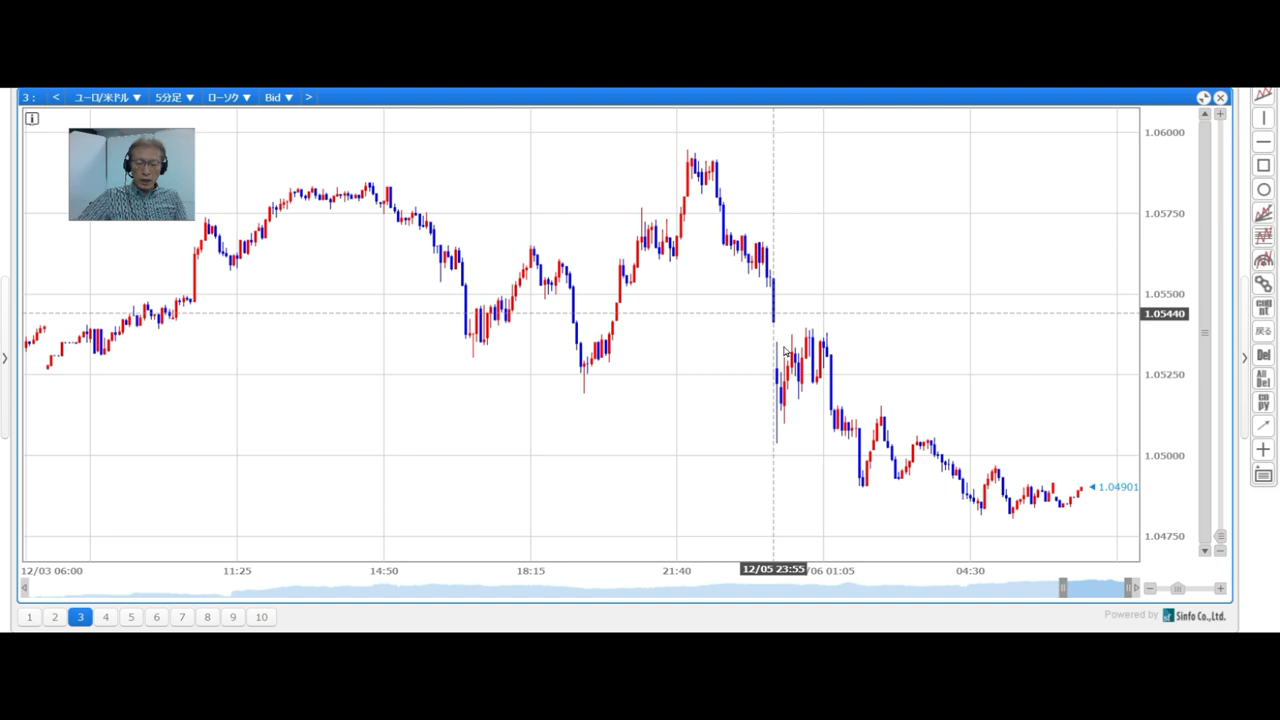 3 : < ユーロ/米ドル ▼ 5分足 ▼ ローソク ▼ Bid ▼ >
1.06000
1.05750
1.05500
1.05440
1.05250
1.05000
1.04901
1.04750
戻る
Del
All Del
co py
12/03 06:00 11:25 14:50 18:15 21:40 12/05 23:55 /06 01:05 04:30
1 2 3 4 5 6 7 8 9 10
Powered by Sinfo Co.,Ltd.